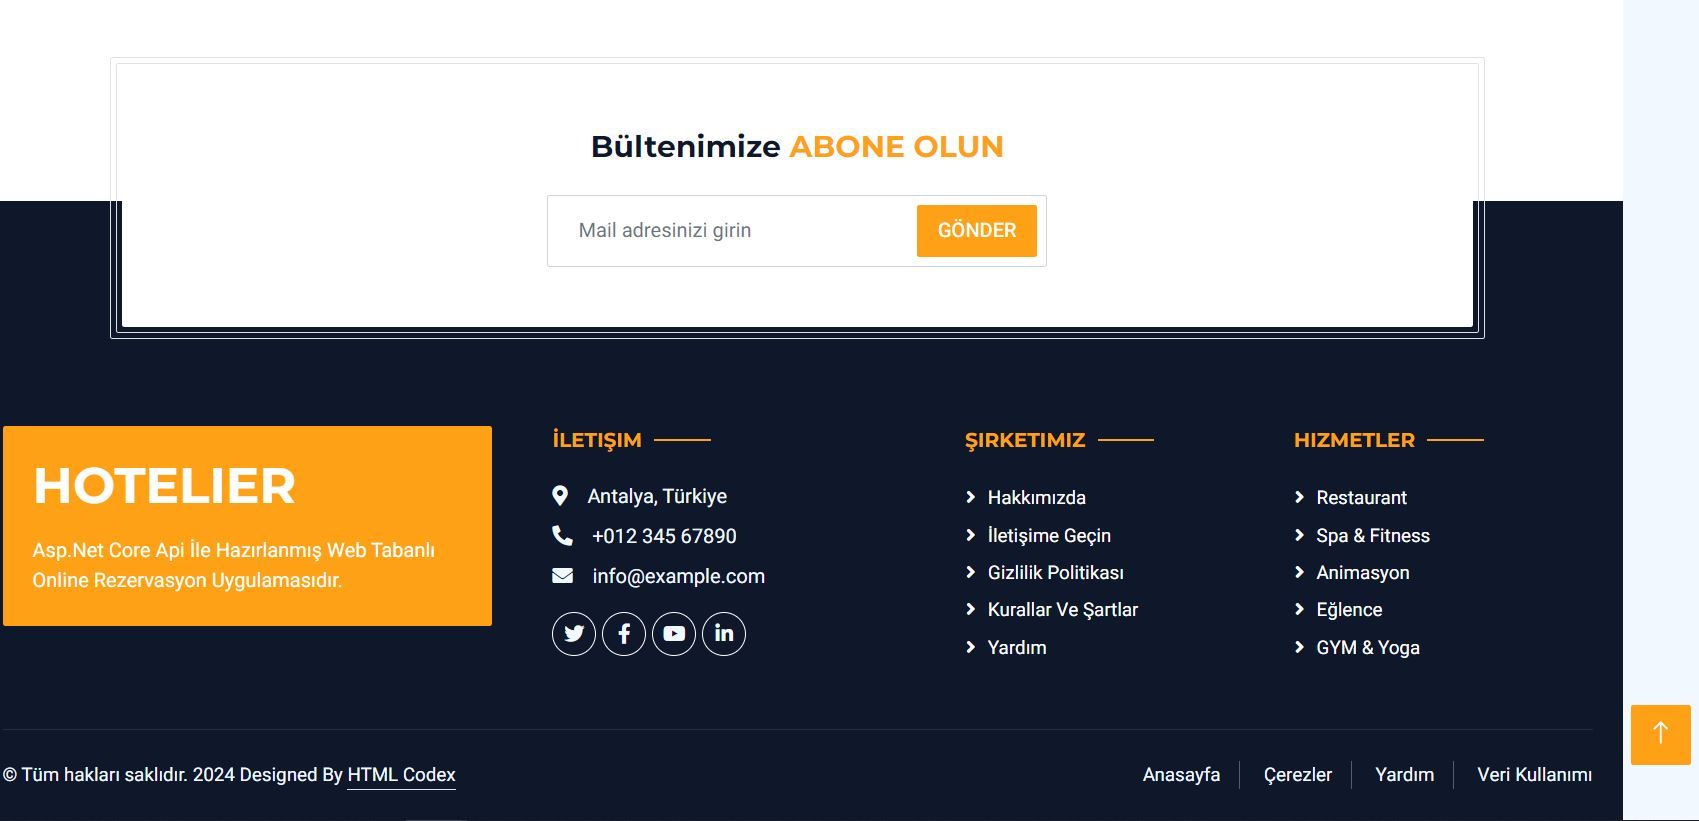 Bültenimize ABONE OLUN
Mail adresinizi girin
GÖNDER
HOTELIER
Asp.Net Core Api İle Hazırlanmış Web Tabanlı
Online Rezervasyon Uygulamasıdır.
İLETIŞIM
Antalya, Türkiye
+012 345 67890
info@example.com
ŞIRKETIMIZ
Hakkımızda
İletişime Geçin
Gizlilik Politikası
Kurallar Ve Şartlar
Yardım
HIZMETLER
Restaurant
Spa & Fitness
Animasyon
Eğlence
GYM & Yoga
© Tüm hakları saklıdır. 2024 Designed By HTML Codex
Anasayfa
Çerezler
Yardım
Veri Kullanımı